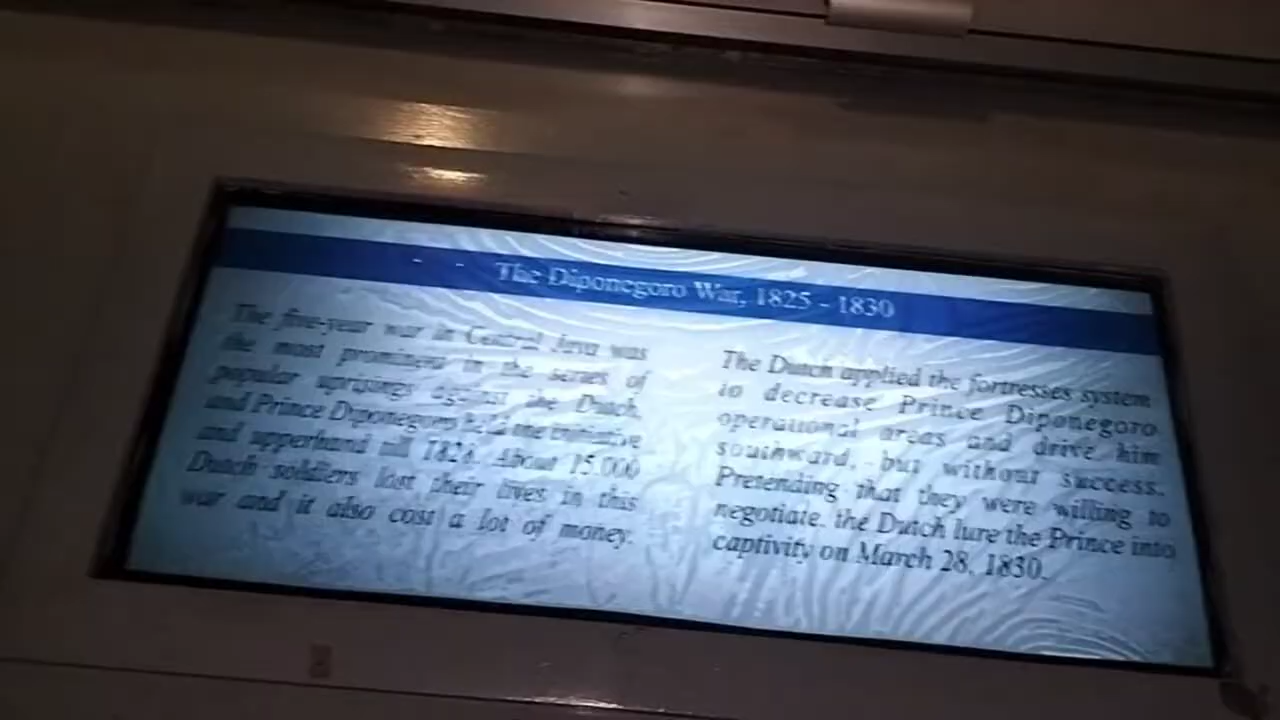 The Diponegoro War, 1825 - 1830
The five-year war in Central Java was
the most prominent in the series of
popular uprisings against the Dutch,
and Prince Diponegoro held the initiative
and upperhand till 1828. About 15.000
Dutch soldiers lost their lives in this
war and it also cost a lot of money.
The Dutch applied the fortresses system
to decrease Prince Diponegoro
operational areas and drive him
southward, but without success.
Pretending that they were willing to
negotiate, the Dutch lure the Prince into
captivity on March 28, 1830.